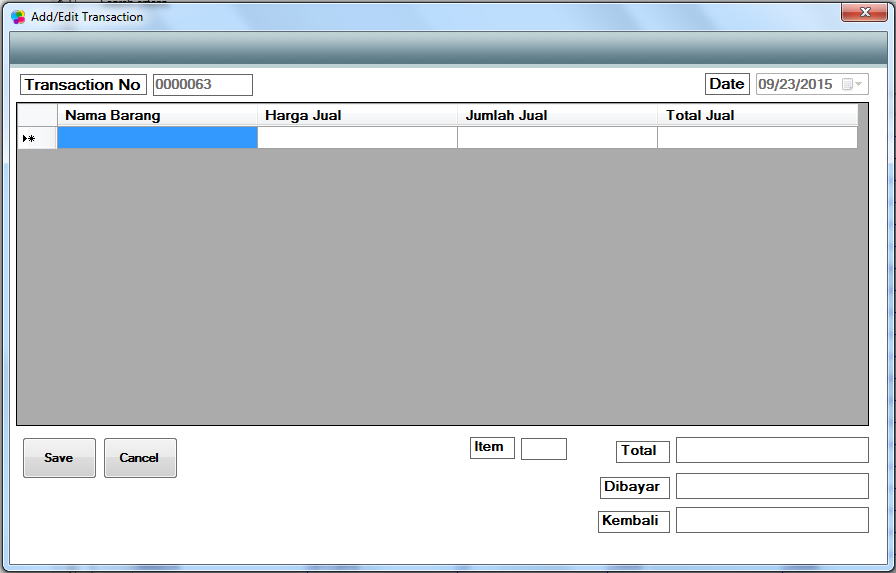 Add/Edit Transaction
Transaction No 0000063 Date 09/23/2015
Nama Barang Harga Jual Jumlah Jual Total Jual
Save Cancel Item Total
Dibayar
Kembali